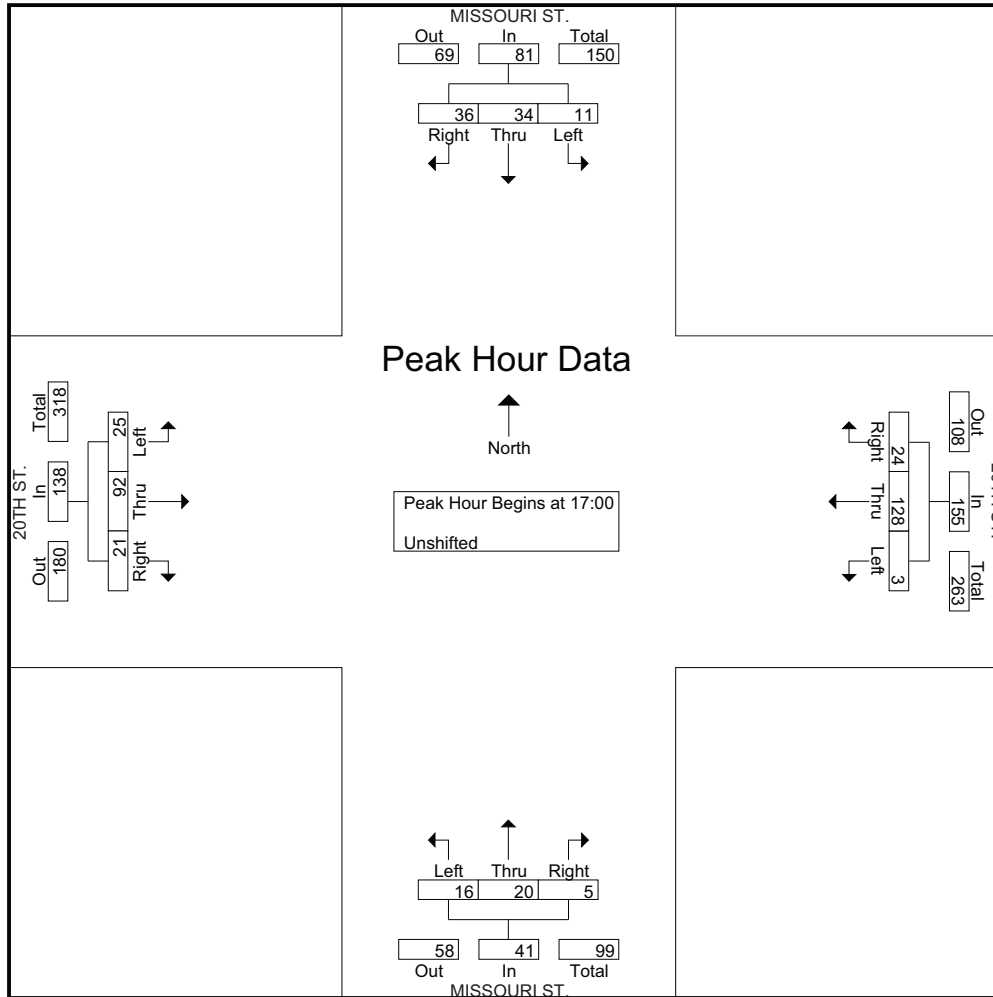 MISSOURI ST.
Out In Total
69 81 150
36 34 11
Right Thru Left
Peak Hour Data
North
Peak Hour Begins at 17:00
Unshifted
20TH ST.
Total In Out
318 138 180
25 92 21
Left Thru Right
Out In Total
108 155 263
24 128 3
Right Thru Left
Left Thru Right
16 20 5
58 41 99
Out In Total
MISSOURI ST.